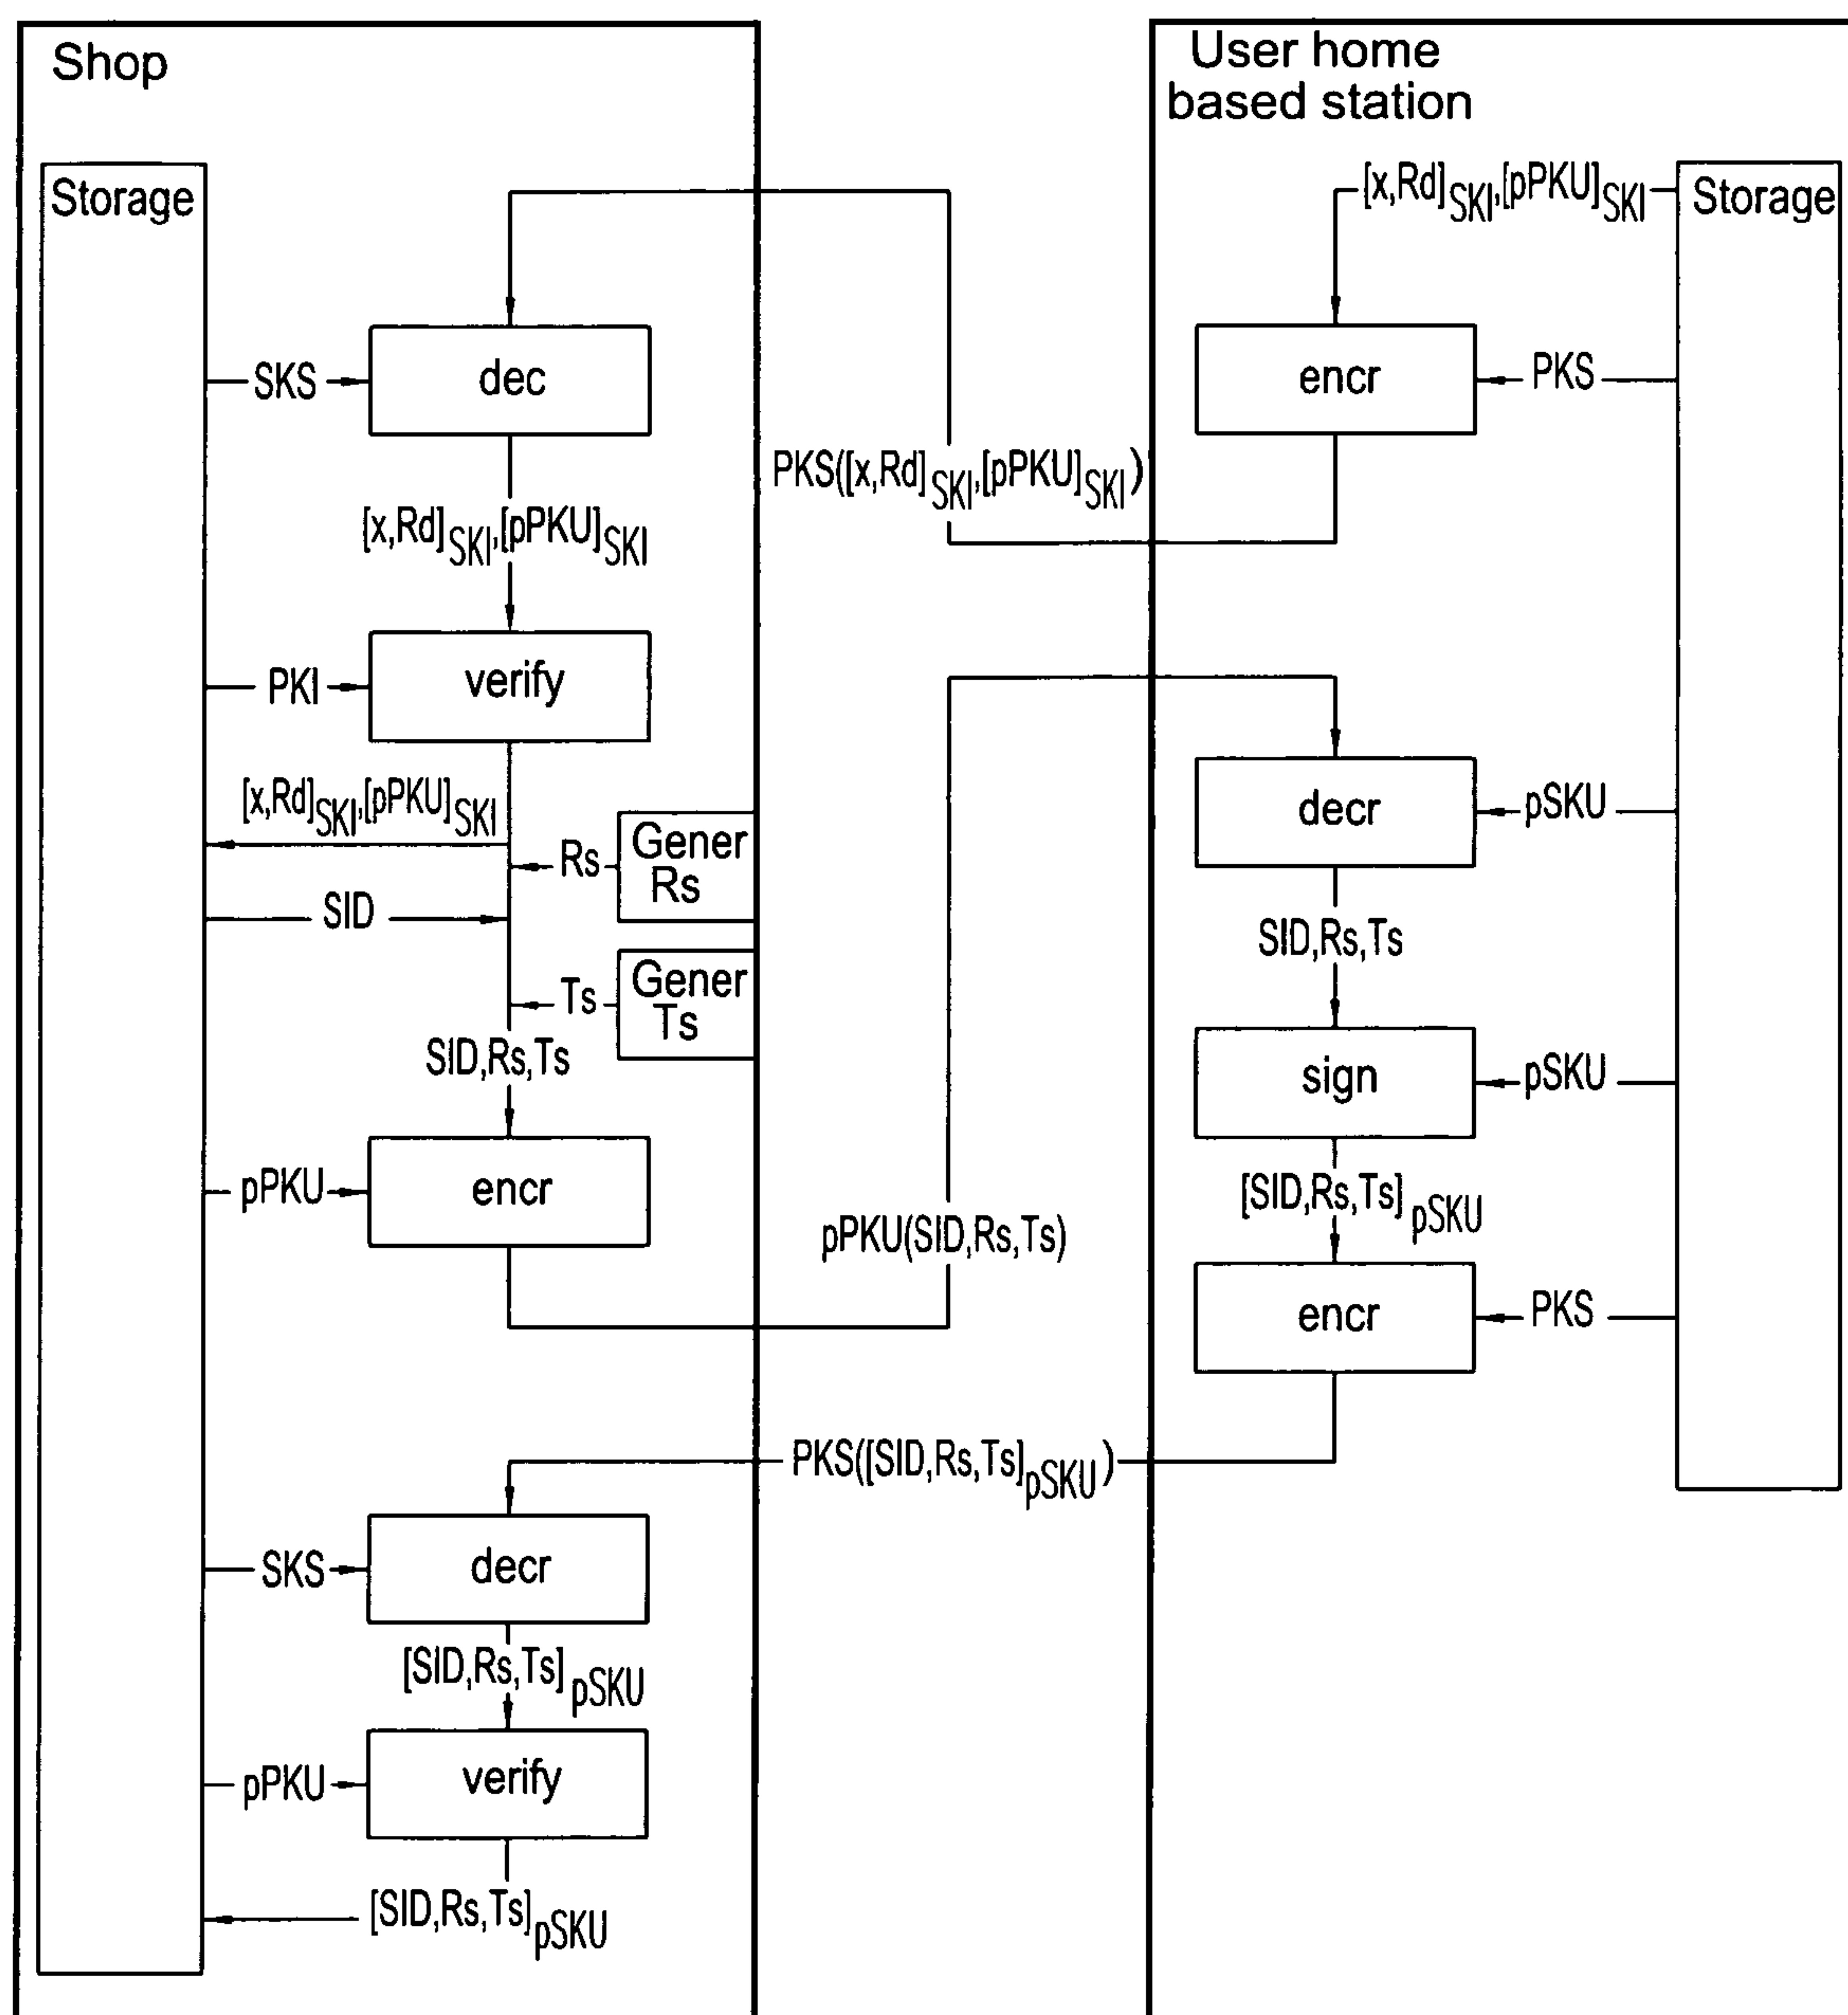 Shop
Storage
SKS
dec
[x,Rd]SKI,[pPKU]SKI
PKI
verify
[x,Rd]SKI,[pPKU]SKI
Rs
Gener
Rs
SID
Ts
Gener
Ts
SID,Rs,Ts
pPKU
encr
SKS
decr
[SID,Rs,Ts]pSKU
pPKU
verify
[SID,Rs,Ts]pSKU
PKS([x,Rd]SKI,[pPKU]SKI)
pPKU(SID,Rs,Ts)
PKS([SID,Rs,Ts]pSKU)
User home
based station
[x,Rd]SKI,[pPKU]SKI
Storage
encr
PKS
decr
pSKU
SID,Rs,Ts
sign
pSKU
[SID,Rs,Ts]pSKU
encr
PKS